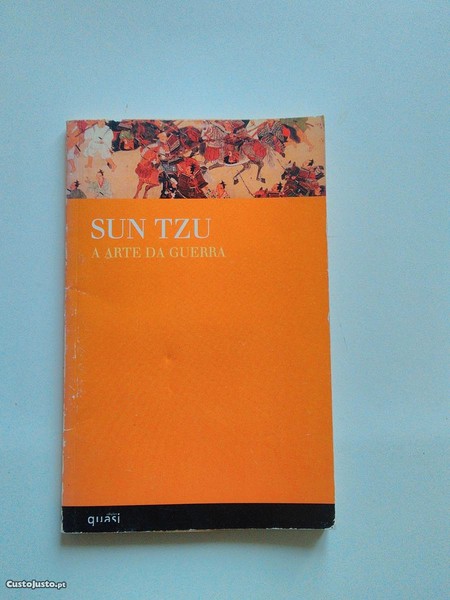 SUN TZU
A ARTE DA GUERRA
quasi
CustoJusto.pt